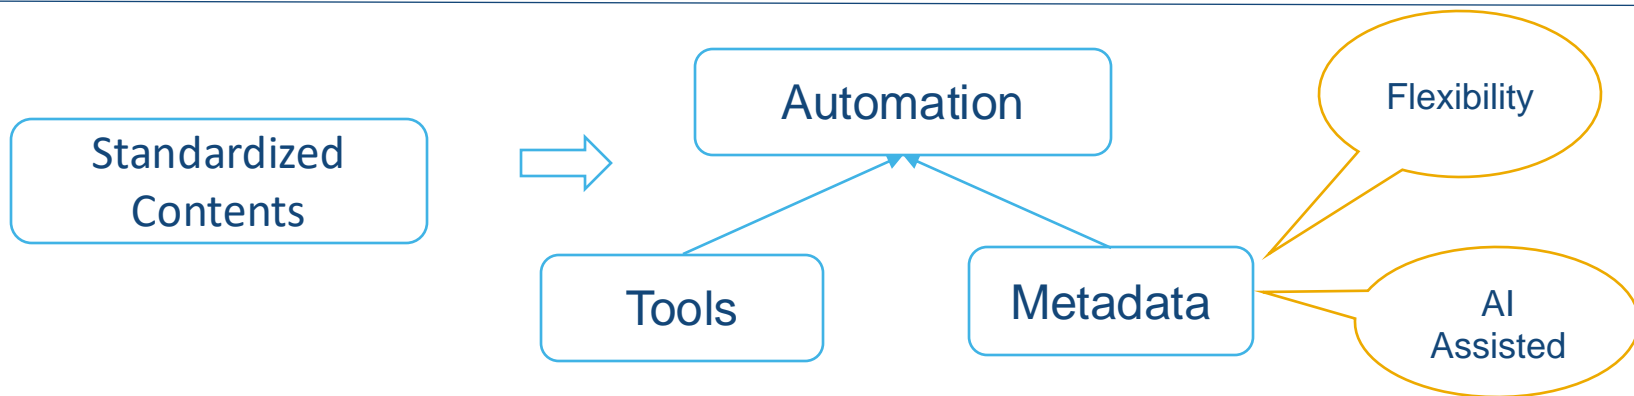 Standardized
Contents
Automation
Tools
Metadata
Flexibility
AI
Assisted